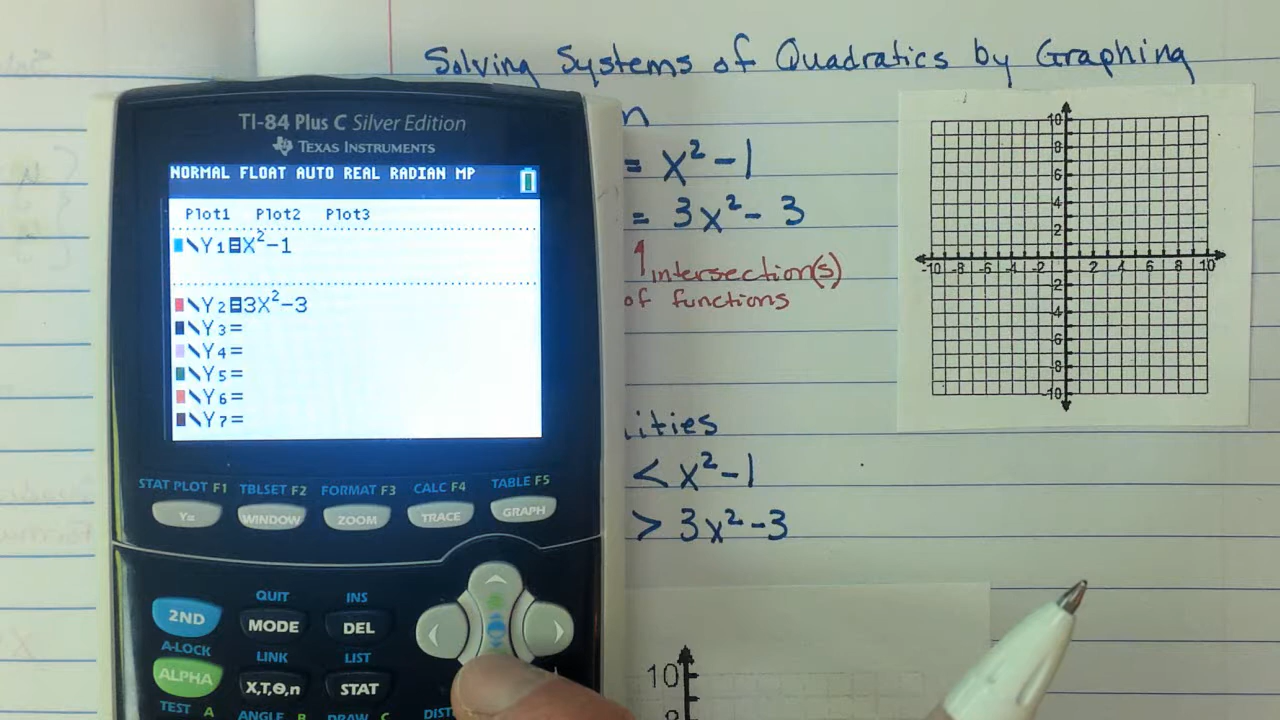 Solving Systems of Quadratics by Graphing
n
= x² - 1
= 3x² - 3
intersection(s)
of functions
ities
< x² - 1
> 3x² - 3
10
8
6
4
2
-10 -8 -6 -4 -2 2 4 6 8 10
-2
-4
-6
-8
-10
10
8
TI-84 Plus C Silver Edition
TEXAS INSTRUMENTS
NORMAL FLOAT AUTO REAL RADIAN MP
Plot1 Plot2 Plot3
\Y1=X²-1
\Y2=3X²-3
\Y3=
\Y4=
\Y5=
\Y6=
\Y7=
STAT PLOT F1 TBLSET F2 FORMAT F3 CALC F4 TABLE F5
Y= WINDOW ZOOM TRACE GRAPH
QUIT INS
2ND MODE DEL
A-LOCK LINK LIST
ALPHA X,T,θ,n STAT
TEST A ANGLE B DRAW C DIST